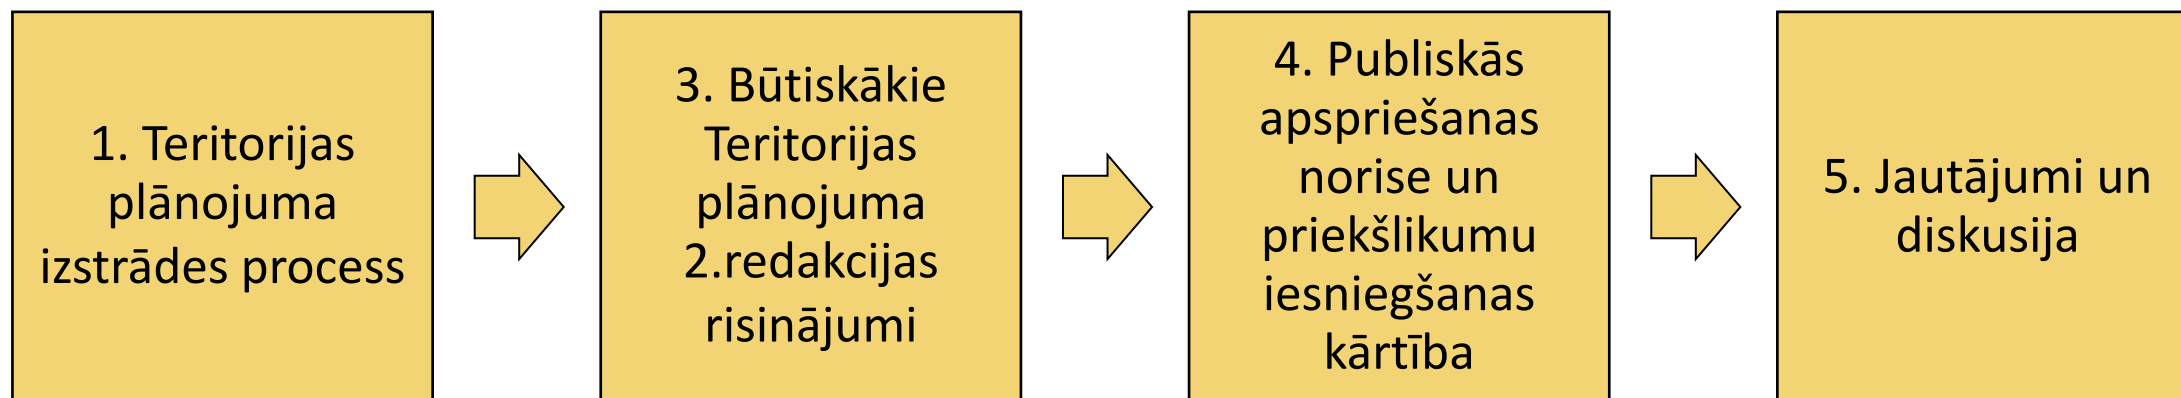 1. Teritorijas
plānojuma
izstrādes process
3. Būtiskākie
Teritorijas
plānojuma
2.redakcijas
risinājumi
4. Publiskās
apspriešanas
norise un
priekšlikumu
iesniegšanas
kārtība
5. Jautājumi un
diskusija